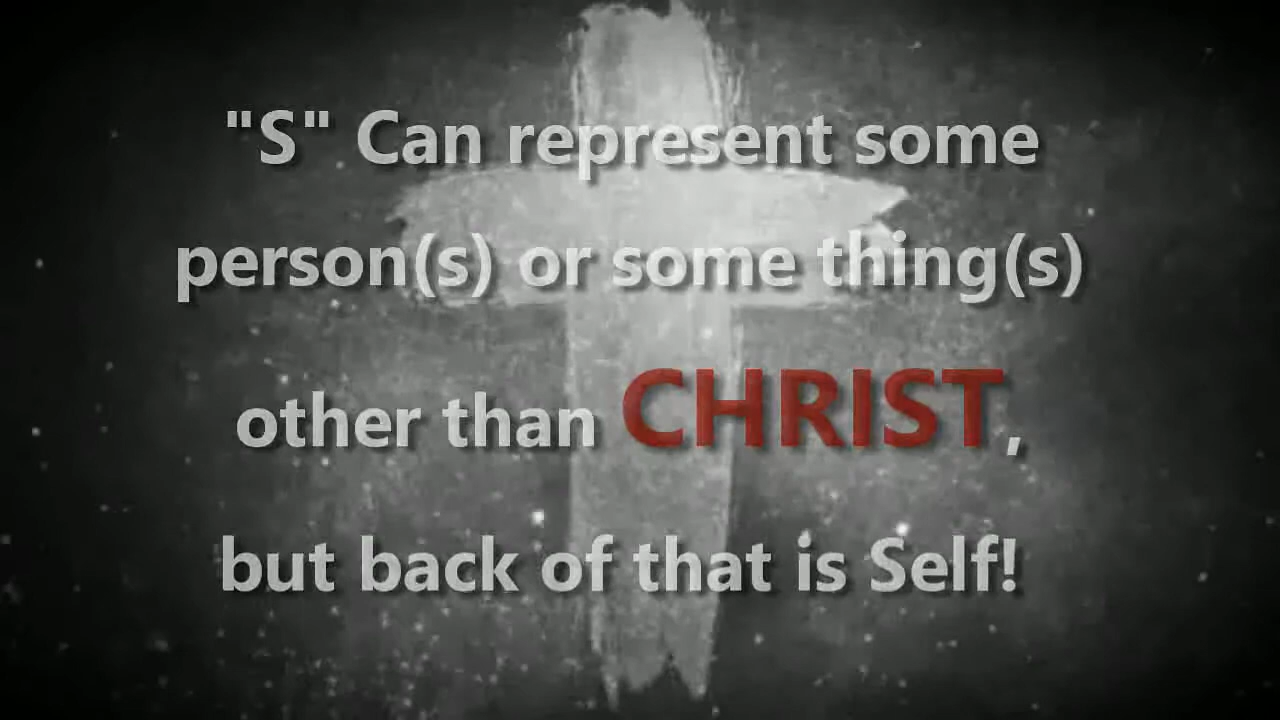 "S" Can represent some
person(s) or some thing(s)
other than CHRIST,
but back of that is Self!